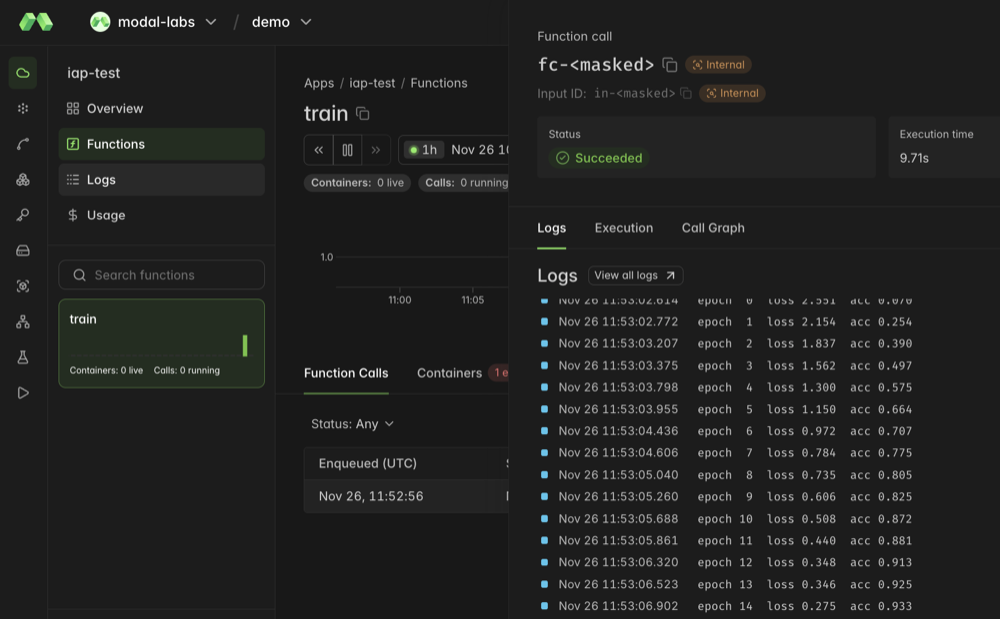 modal-labs / demo
iap-test
Overview
Functions
Logs
Usage
Search functions
train
Containers: 0 live Calls: 0 running
Apps / iap-test / Functions
train
1h Nov 26
Containers: 0 live Calls: 0 running
1.0
11:00 11:05
Function Calls Containers
Status: Any
Enqueued (UTC)
Nov 26, 11:52:56
Function call
fc-<masked> Internal
Input ID: in-<masked> Internal
Status
Succeeded
Execution time
9.71s
Logs Execution Call Graph
Logs View all logs
Nov 26 11:53:02.614 epoch 0 loss 2.551 acc 0.070
Nov 26 11:53:02.772 epoch 1 loss 2.154 acc 0.254
Nov 26 11:53:03.207 epoch 2 loss 1.837 acc 0.390
Nov 26 11:53:03.375 epoch 3 loss 1.562 acc 0.497
Nov 26 11:53:03.798 epoch 4 loss 1.300 acc 0.575
Nov 26 11:53:03.955 epoch 5 loss 1.150 acc 0.664
Nov 26 11:53:04.436 epoch 6 loss 0.972 acc 0.707
Nov 26 11:53:04.606 epoch 7 loss 0.784 acc 0.775
Nov 26 11:53:05.040 epoch 8 loss 0.735 acc 0.805
Nov 26 11:53:05.260 epoch 9 loss 0.606 acc 0.825
Nov 26 11:53:05.688 epoch 10 loss 0.508 acc 0.872
Nov 26 11:53:05.861 epoch 11 loss 0.440 acc 0.881
Nov 26 11:53:06.320 epoch 12 loss 0.348 acc 0.913
Nov 26 11:53:06.523 epoch 13 loss 0.346 acc 0.925
Nov 26 11:53:06.902 epoch 14 loss 0.275 acc 0.933